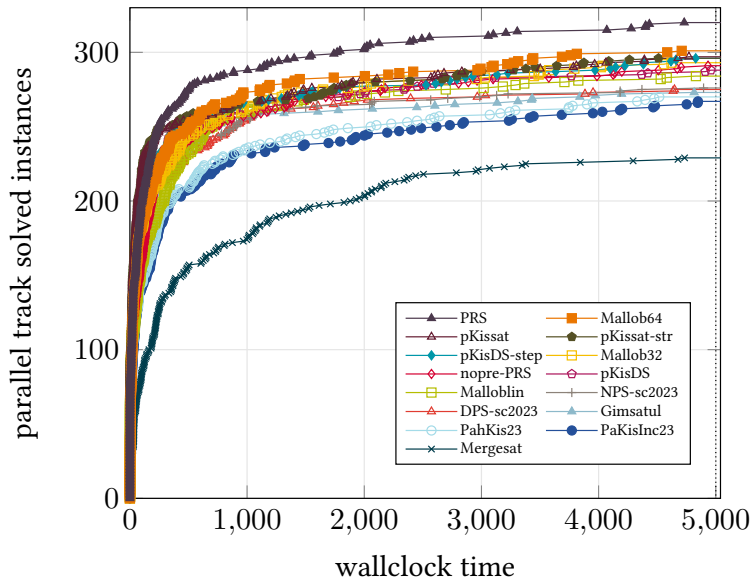 300
200
100
0
parallel track solved instances
0 1,000 2,000 3,000 4,000 5,000
wallclock time
PRS Mallob64
pKissat pKissat-str
pKisDS-step Mallob32
nopre-PRS pKisDS
Malloblin NPS-sc2023
DPS-sc2023 Gimsatul
PahKis23 PaKisInc23
Mergesat